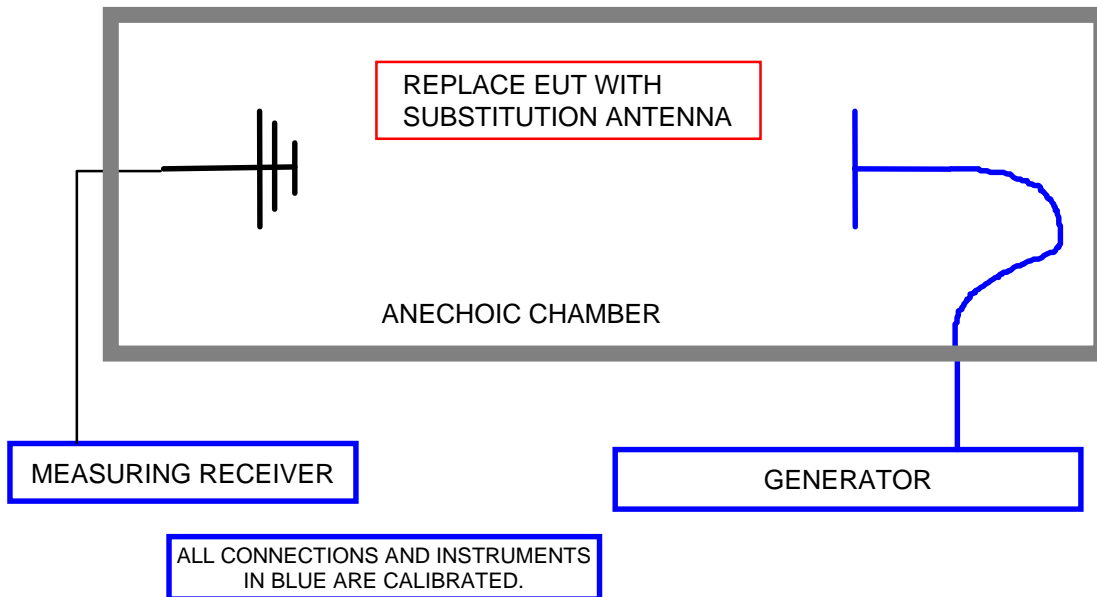 REPLACE EUT WITH
SUBSTITUTION ANTENNA
ANECHOIC CHAMBER
MEASURING RECEIVER
GENERATOR
ALL CONNECTIONS AND INSTRUMENTS
IN BLUE ARE CALIBRATED.